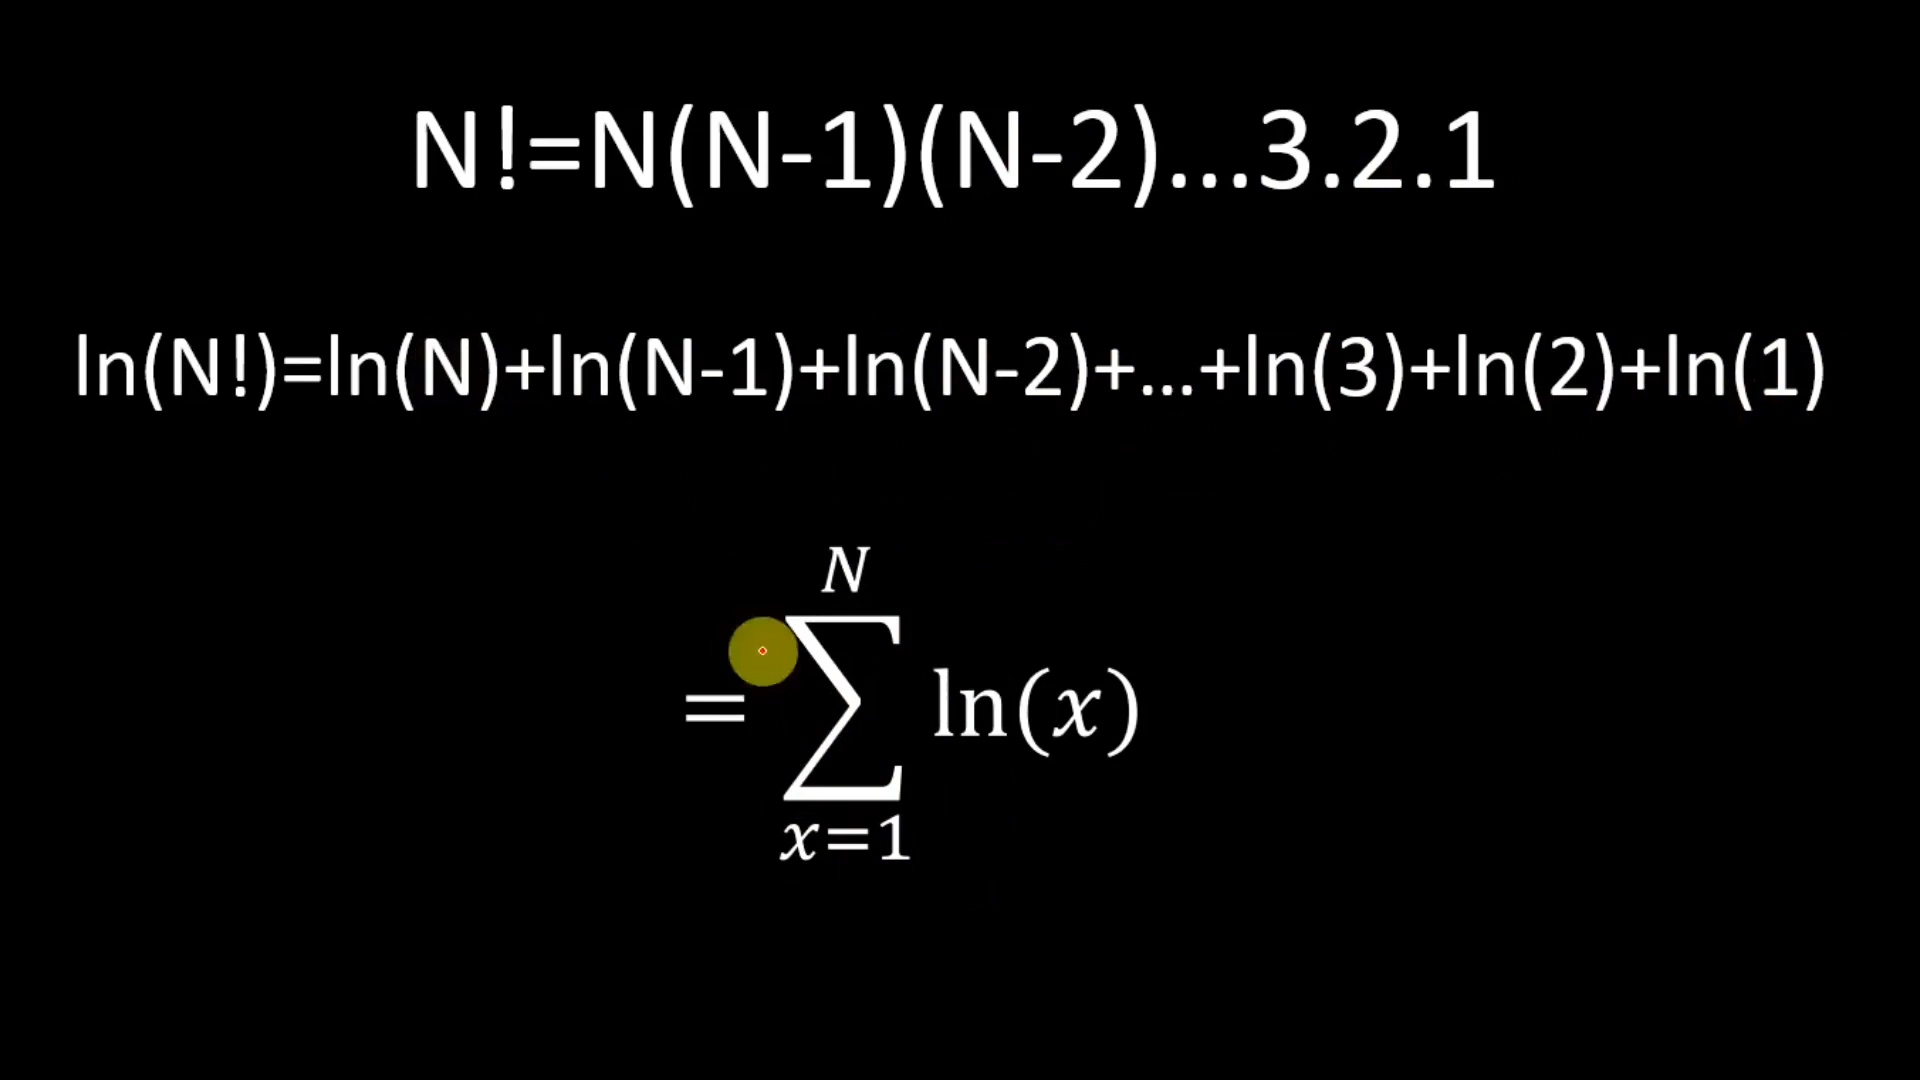 N!=N(N-1)(N-2)...3.2.1
ln(N!)=ln(N)+ln(N-1)+ln(N-2)+...+ln(3)+ln(2)+ln(1)
N
=∑ ln(x)
x=1